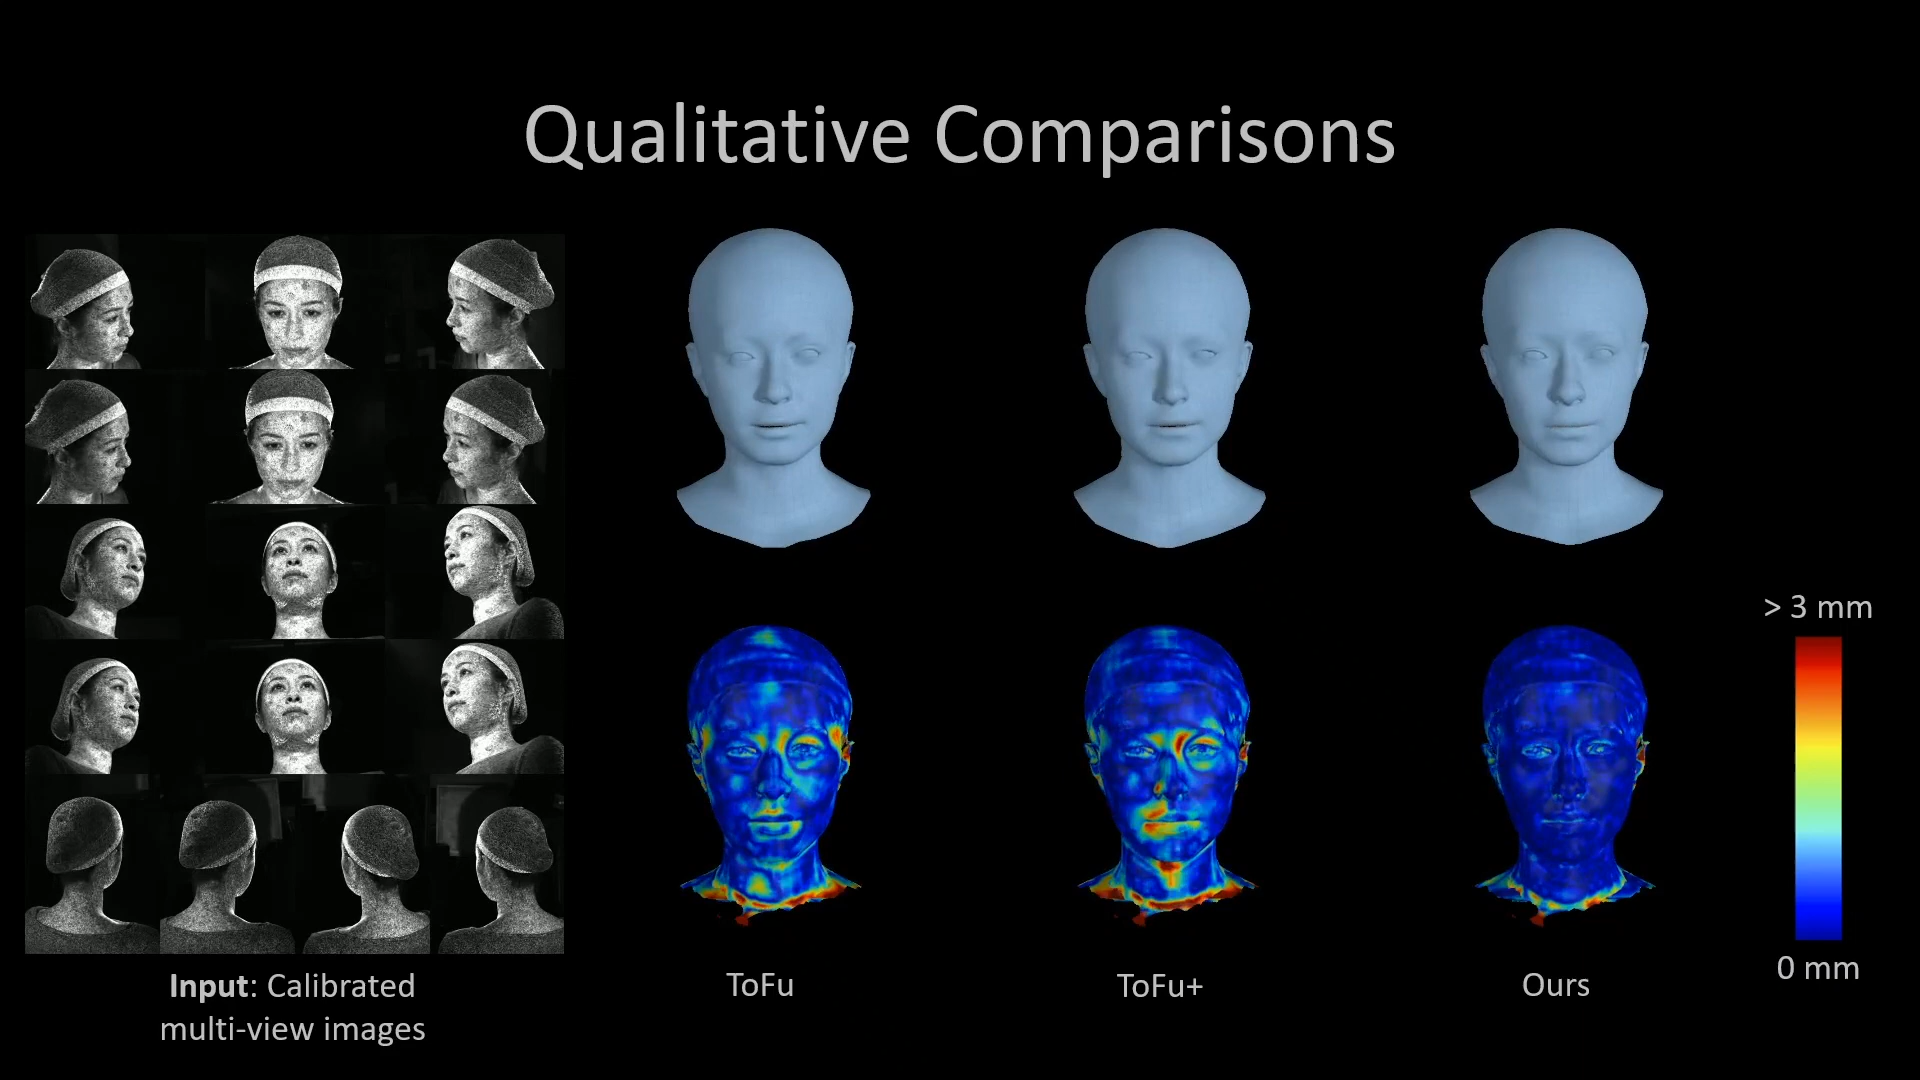 Qualitative Comparisons
> 3 mm
0 mm
Input: Calibrated
multi-view images
ToFu
ToFu+
Ours